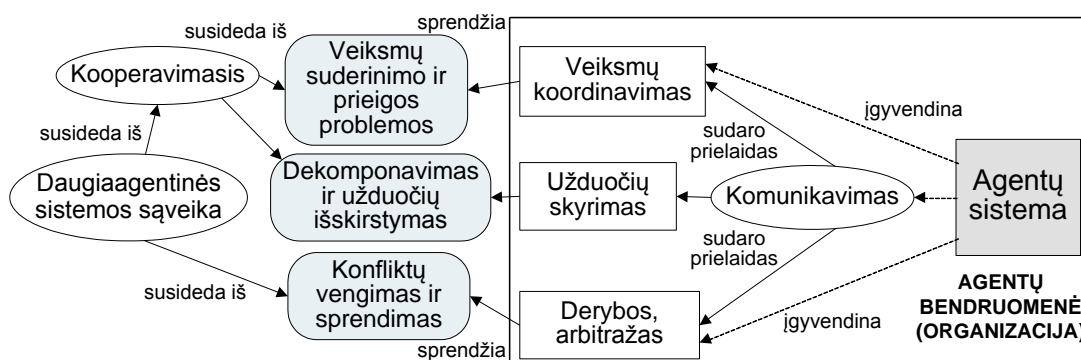 sprendžia
susideda iš
Kooperavimasis
susideda iš
Daugiaagentinės
sistemos sąveika
susideda iš
Veiksmų
suderinimo ir
prieigos
problemos
Dekomponavimas
ir užduočių
išskirstymas
Konfliktų
vengimas ir
sprendimas
sprendžia
Veiksmų
koordinavimas
Užduočių
skyrimas
Derybos,
arbitražas
sudaro
prielaidas
Komunikavimas
sudaro
prielaidas
įgyvendina
Agentų
sistema
įgyvendina
AGENTŲ
BENDRUOMENĖ
(ORGANIZACIJA)